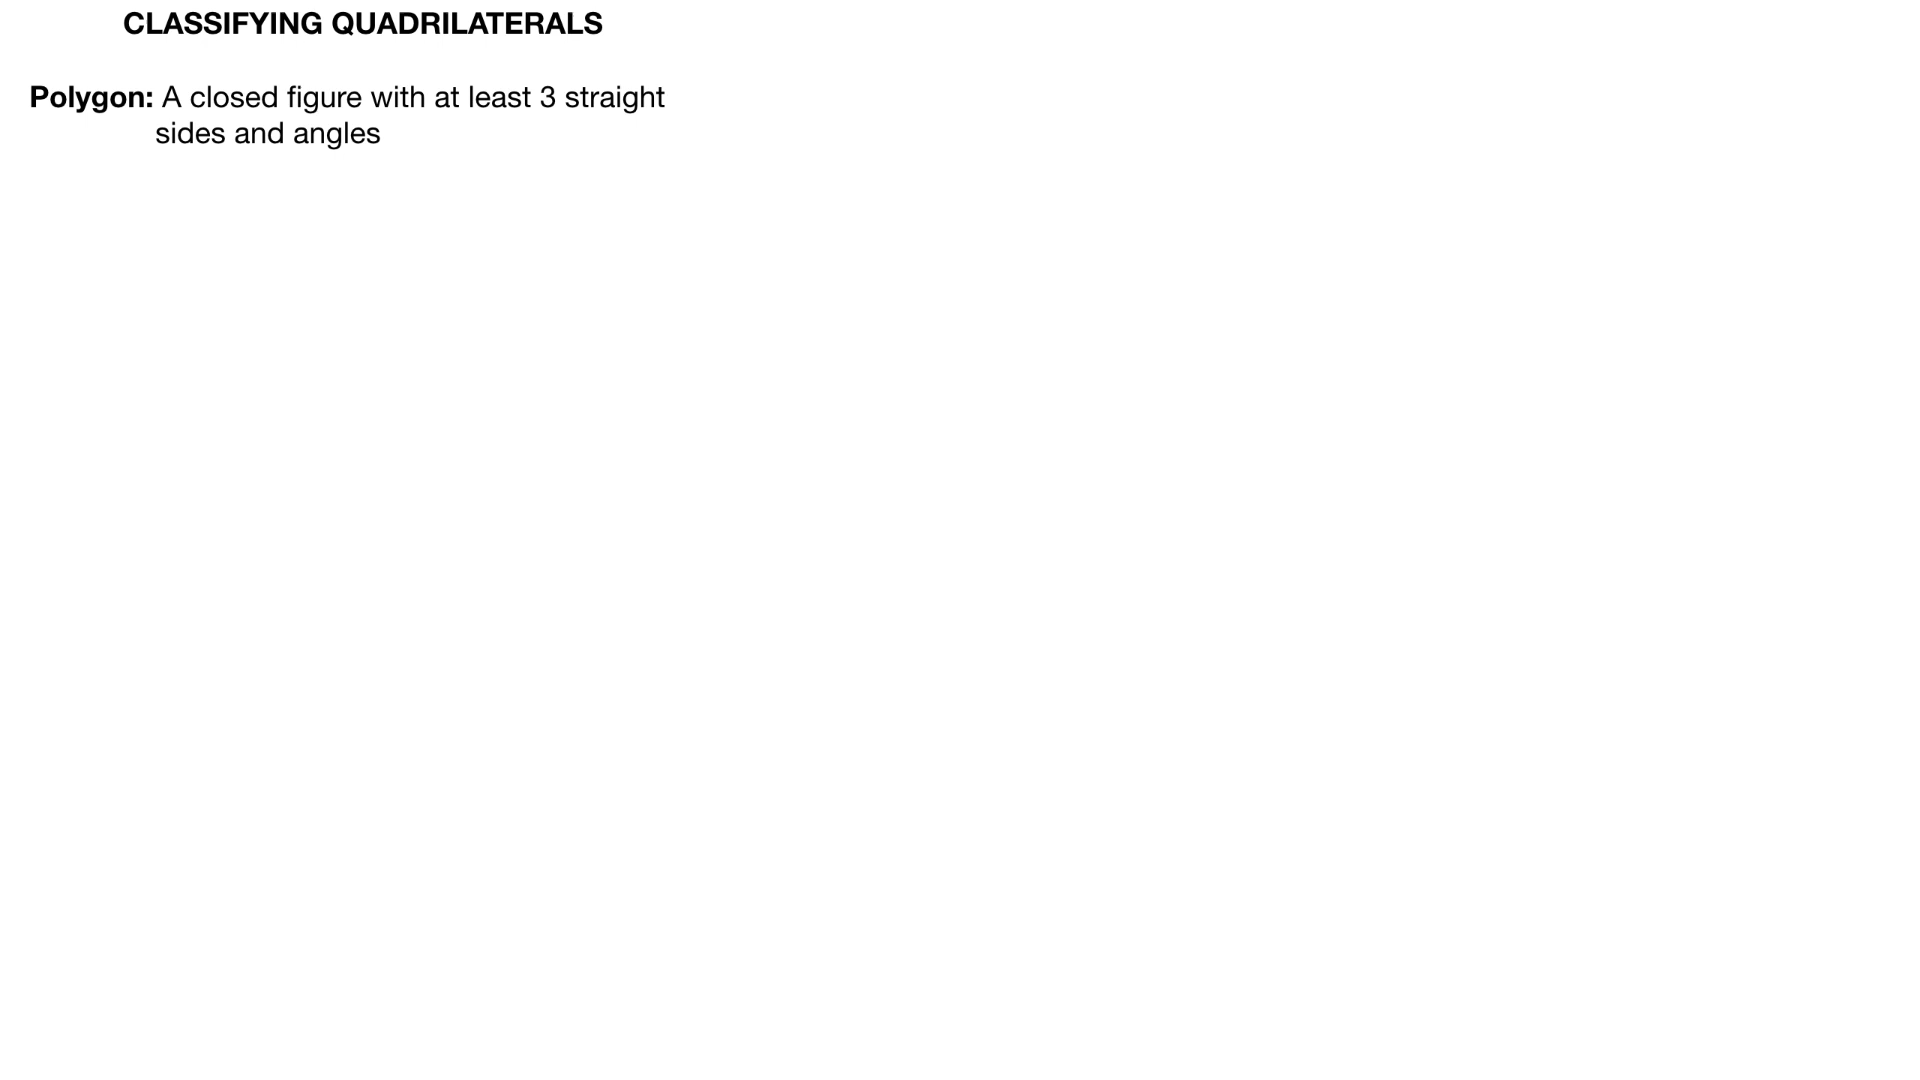 CLASSIFYING QUADRILATERALS
Polygon: A closed figure with at least 3 straight
sides and angles